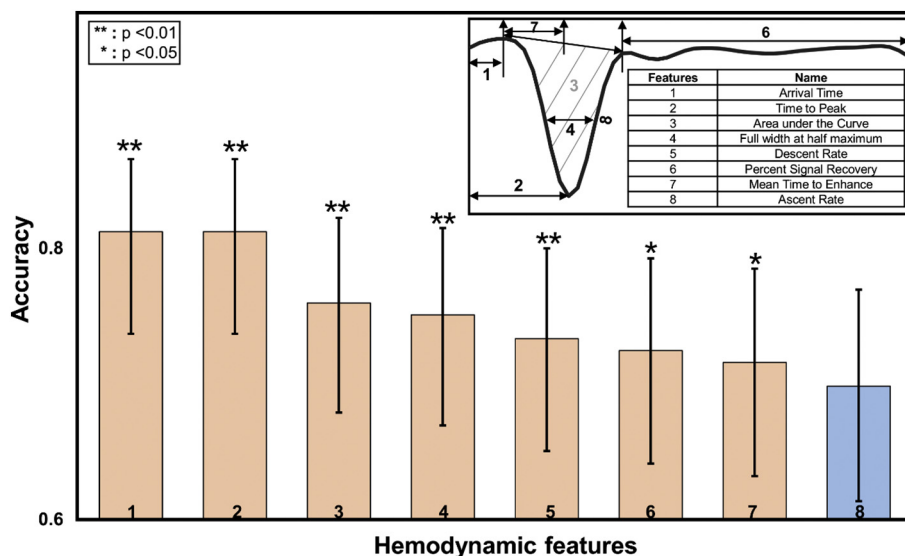 ** : p <0.01
* : p <0.05
7
6
1
3
4
8
2
Features Name
1 Arrival Time
2 Time to Peak
3 Area under the Curve
4 Full width at half maximum
5 Descent Rate
6 Percent Signal Recovery
7 Mean Time to Enhance
8 Ascent Rate
** ** ** ** ** * *
Accuracy
0.8
0.6
1 2 3 4 5 6 7 8
Hemodynamic features